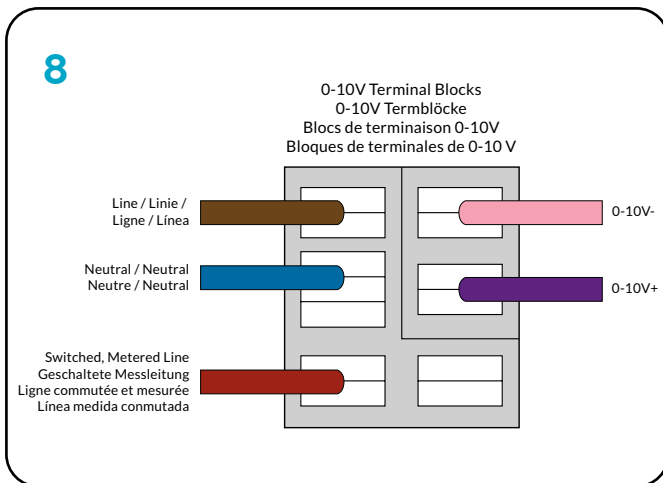 8
0-10V Terminal Blocks
0-10V Termblöcke
Blocs de terminaison 0-10V
Bloques de terminales de 0-10 V
Line / Linie /
Ligne / Línea
0-10V-
Neutral / Neutral
Neutre / Neutral
0-10V+
Switched, Metered Line
Geschaltete Messleitung
Ligne commutée et mesurée
Línea medida conmutada